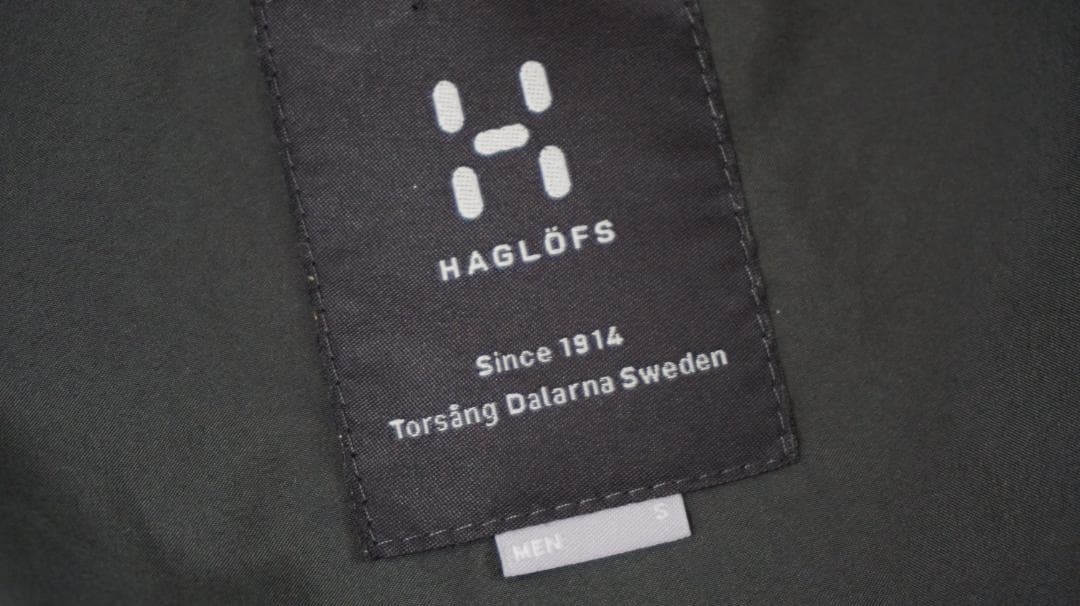 HAGLÖFS
Since 1914
Torsång Dalarna Sweden
MEN S